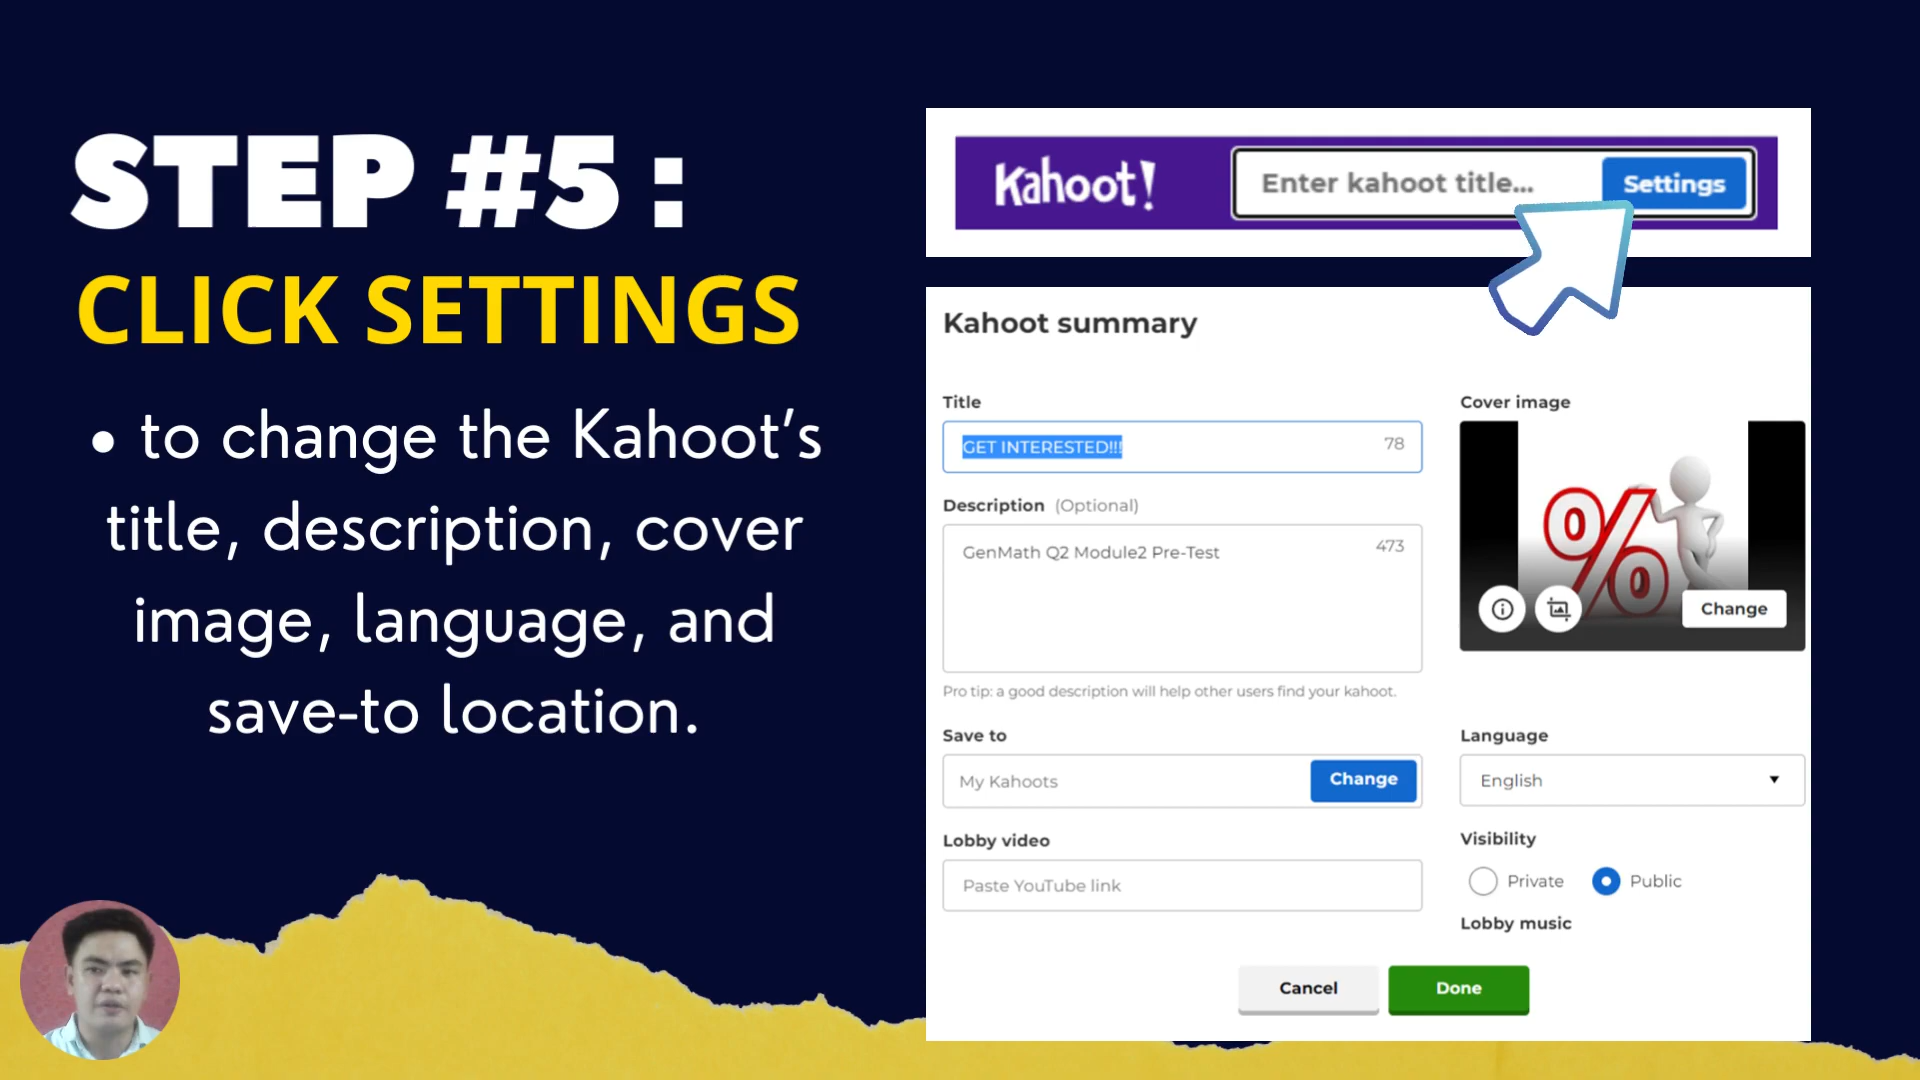 STEP #5 :
CLICK SETTINGS
• to change the Kahoot's
title, description, cover
image, language, and
save-to location.
Kahoot!
Enter kahoot title...
Settings
Kahoot summary
Title
GET INTERESTED!!!
78
Cover image
%
Change
Description (Optional)
GenMath Q2 Module2 Pre-Test
473
Pro tip: a good description will help other users find your kahoot.
Save to
My Kahoots
Change
Language
English
Lobby video
Paste YouTube link
Visibility
Private
Public
Lobby music
Cancel
Done